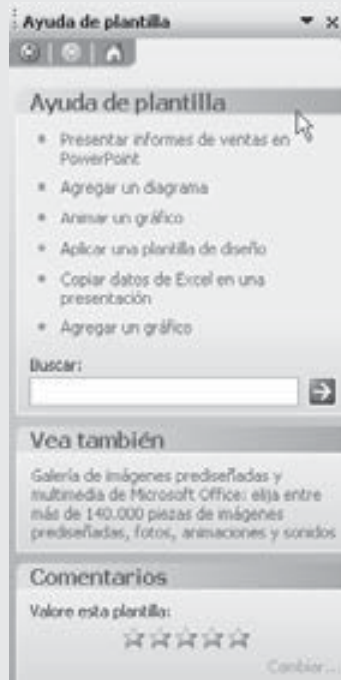 Ayuda de plantilla
Ayuda de plantilla
Presentar informes de ventas en
PowerPoint
Agregar un diagrama
Animar un gráfico
Aplicar una plantilla de diseño
Copiar datos de Excel en una
presentación
Agregar un gráfico
Buscar:
Vea también
Galería de imágenes prediseñadas y
multimedia de Microsoft Office: elija entre
más de 140.000 piezas de imágenes
prediseñadas, fotos, animaciones y sonidos
Comentarios
Valore esta plantilla:
Cambiar...